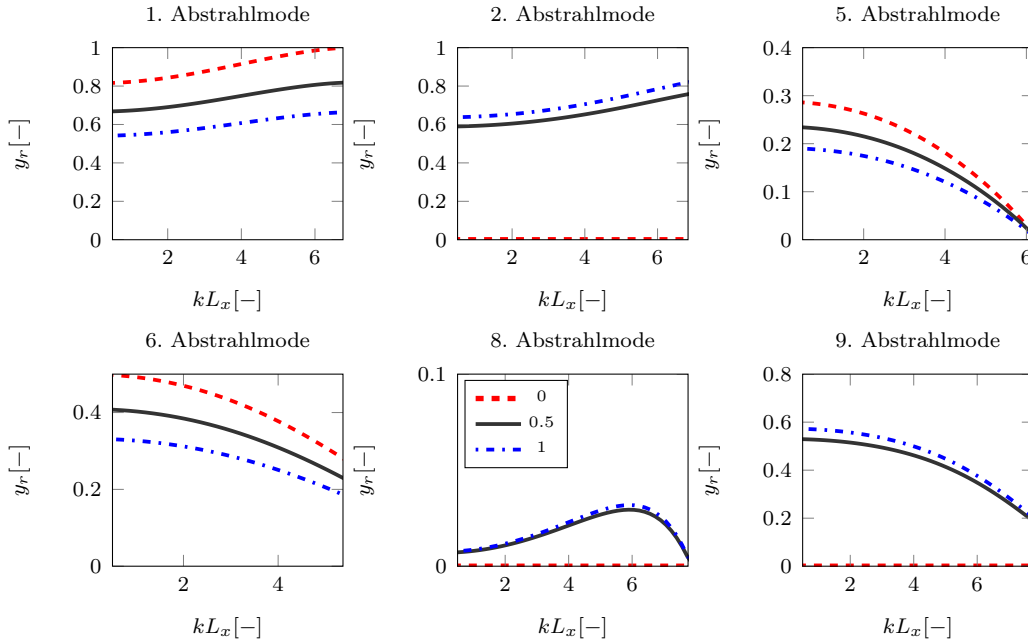 1. Abstrahlmode
1
0.8
0.6
0.4
0.2
0
2 4 6
y_r[−]
kL_x[−]
2. Abstrahlmode
1
0.8
0.6
0.4
0.2
0
2 4 6
y_r[−]
kL_x[−]
5. Abstrahlmode
0.4
0.3
0.2
0.1
0
2 4 6
y_r[−]
kL_x[−]
6. Abstrahlmode
0.4
0.2
0
2 4
y_r[−]
kL_x[−]
8. Abstrahlmode
0.1
0
0
0.5
1
2 4 6
y_r[−]
kL_x[−]
9. Abstrahlmode
0.8
0.6
0.4
0.2
0
2 4 6
y_r[−]
kL_x[−]